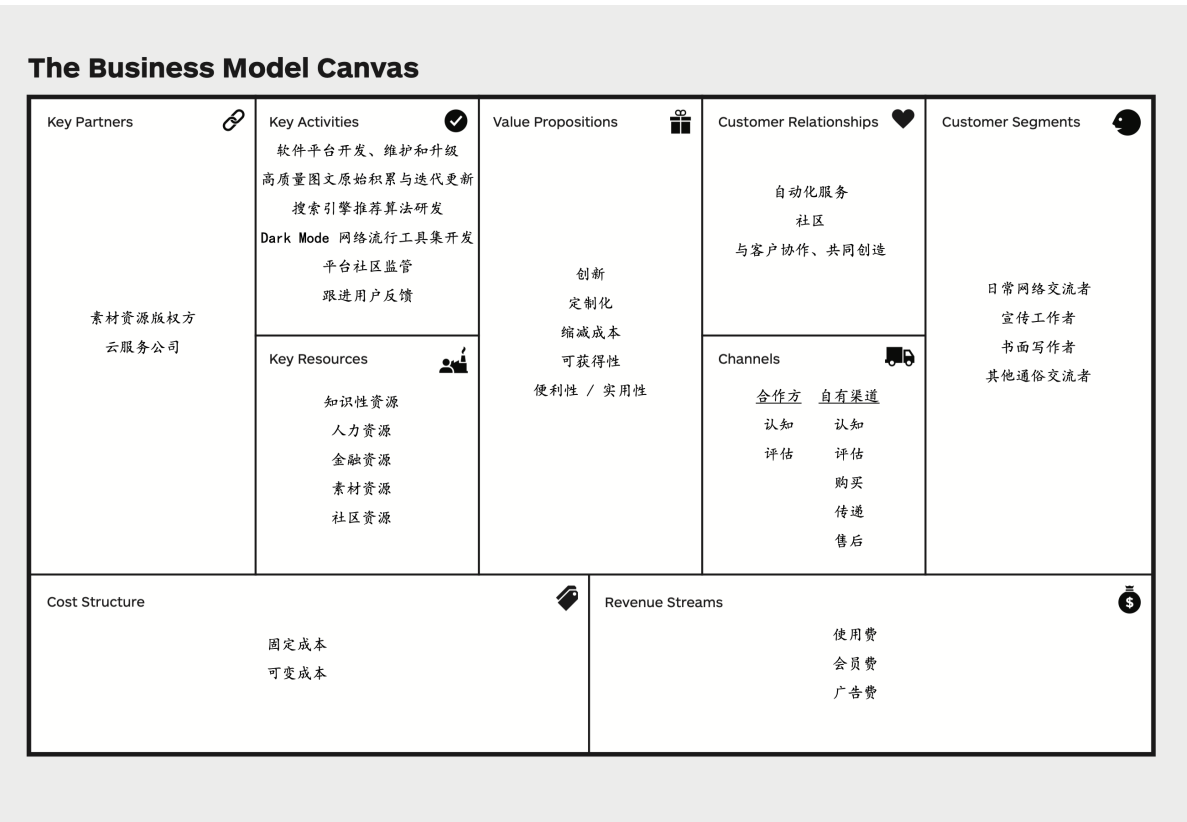 The Business Model Canvas
Key Partners
素材资源版权方
云服务公司
Key Activities
软件平台开发、维护和升级
高质量图文原始积累与迭代更新
搜索引擎推荐算法研发
Dark Mode 网络流行工具集开发
平台社区监管
跟进用户反馈
Key Resources
知识性资源
人力资源
金融资源
素材资源
社区资源
Value Propositions
创新
定制化
缩减成本
可获得性
便利性 / 实用性
Customer Relationships
自动化服务
社区
与客户协作、共同创造
Channels
合作方 自有渠道
认知 认知
评估 评估
购买
传递
售后
Customer Segments
日常网络交流者
宣传工作者
书面写作者
其他通俗交流者
Cost Structure
固定成本
可变成本
Revenue Streams
$
使用费
会员费
广告费